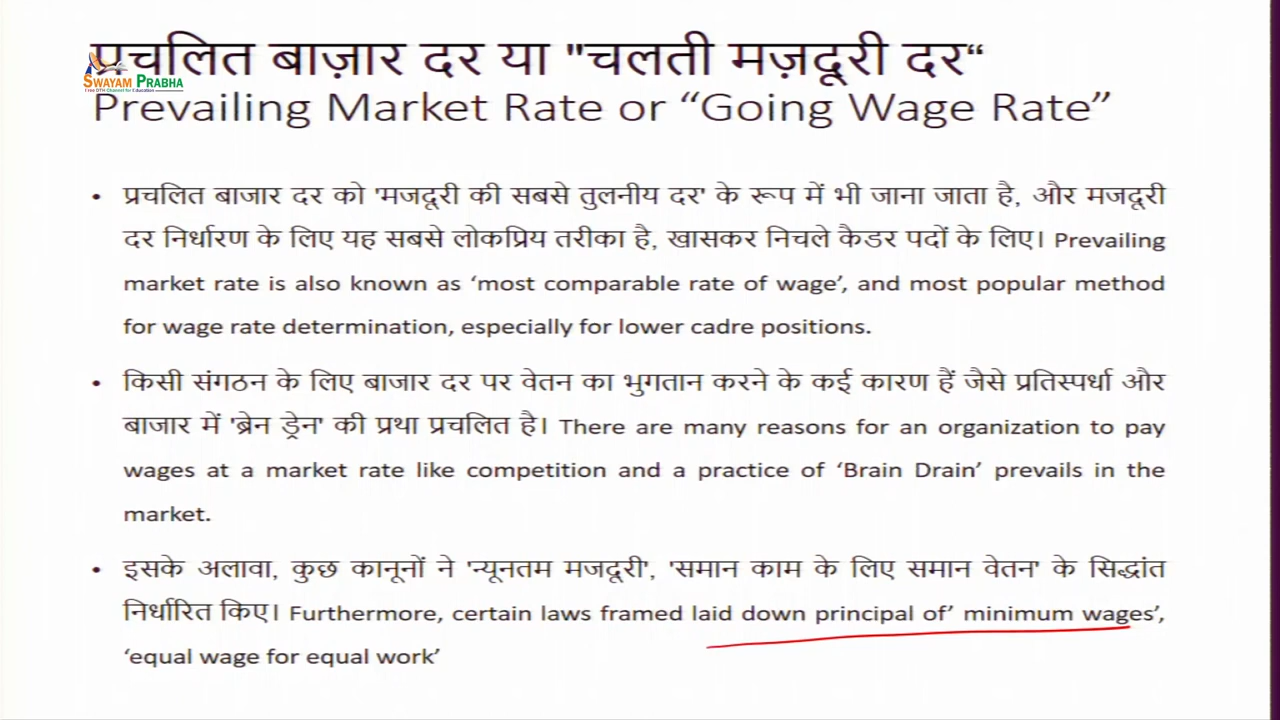 प्रचलित बाज़ार दर या "चलती मज़दूरी दर“
SWAYAM PRABHA
Free DTH Channel for Education
Prevailing Market Rate or “Going Wage Rate”
• प्रचलित बाजार दर को 'मजदूरी की सबसे तुलनीय दर' के रूप में भी जाना जाता है, और मजदूरी
दर निर्धारण के लिए यह सबसे लोकप्रिय तरीका है, खासकर निचले कैडर पदों के लिए। Prevailing
market rate is also known as ‘most comparable rate of wage’, and most popular method
for wage rate determination, especially for lower cadre positions.
• किसी संगठन के लिए बाजार दर पर वेतन का भुगतान करने के कई कारण हैं जैसे प्रतिस्पर्धा और
बाजार में 'ब्रेन ड्रेन' की प्रथा प्रचलित है। There are many reasons for an organization to pay
wages at a market rate like competition and a practice of ‘Brain Drain’ prevails in the
market.
• इसके अलावा, कुछ कानूनों ने 'न्यूनतम मजदूरी', 'समान काम के लिए समान वेतन' के सिद्धांत
निर्धारित किए। Furthermore, certain laws framed laid down principal of’ minimum wages’,
‘equal wage for equal work’